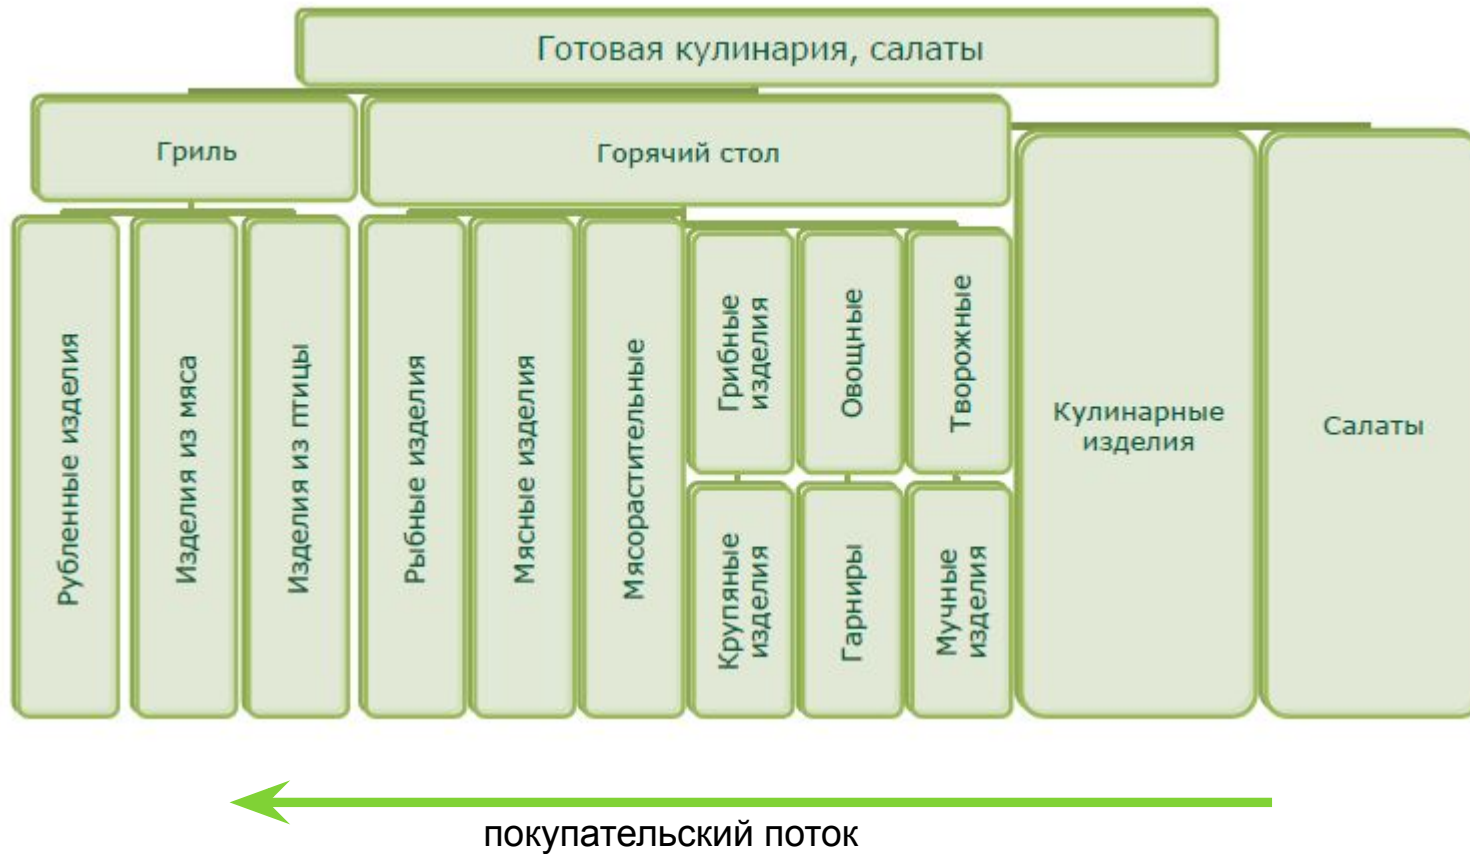 Готовая кулинария, салаты
Гриль
Горячий стол
Рубленные изделия
Изделия из мяса
Изделия из птицы
Рыбные изделия
Мясные изделия
Мясорастительные
Грибные
изделия
Овощные
Творожные
Крупяные
изделия
Гарниры
Мучные
изделия
Кулинарные
изделия
Салаты
покупательский поток